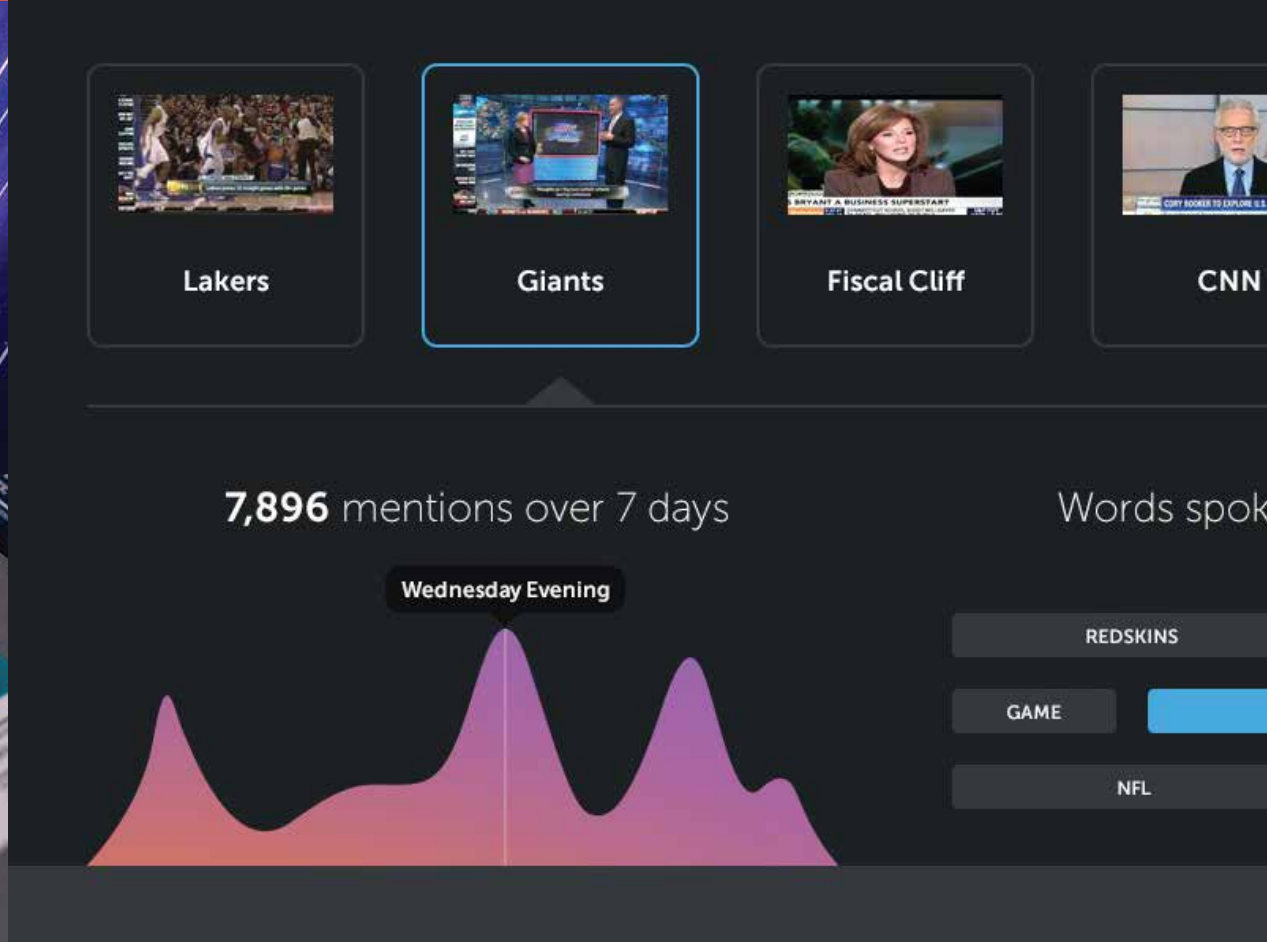 S BRYANT A BUSINESS SUPERSTART
CORY BOOKER TO EXPLORE U.S.
Lakers
Giants
Fiscal Cliff
CNN
7,896 mentions over 7 days
Words spok
Wednesday Evening
REDSKINS
GAME
NFL